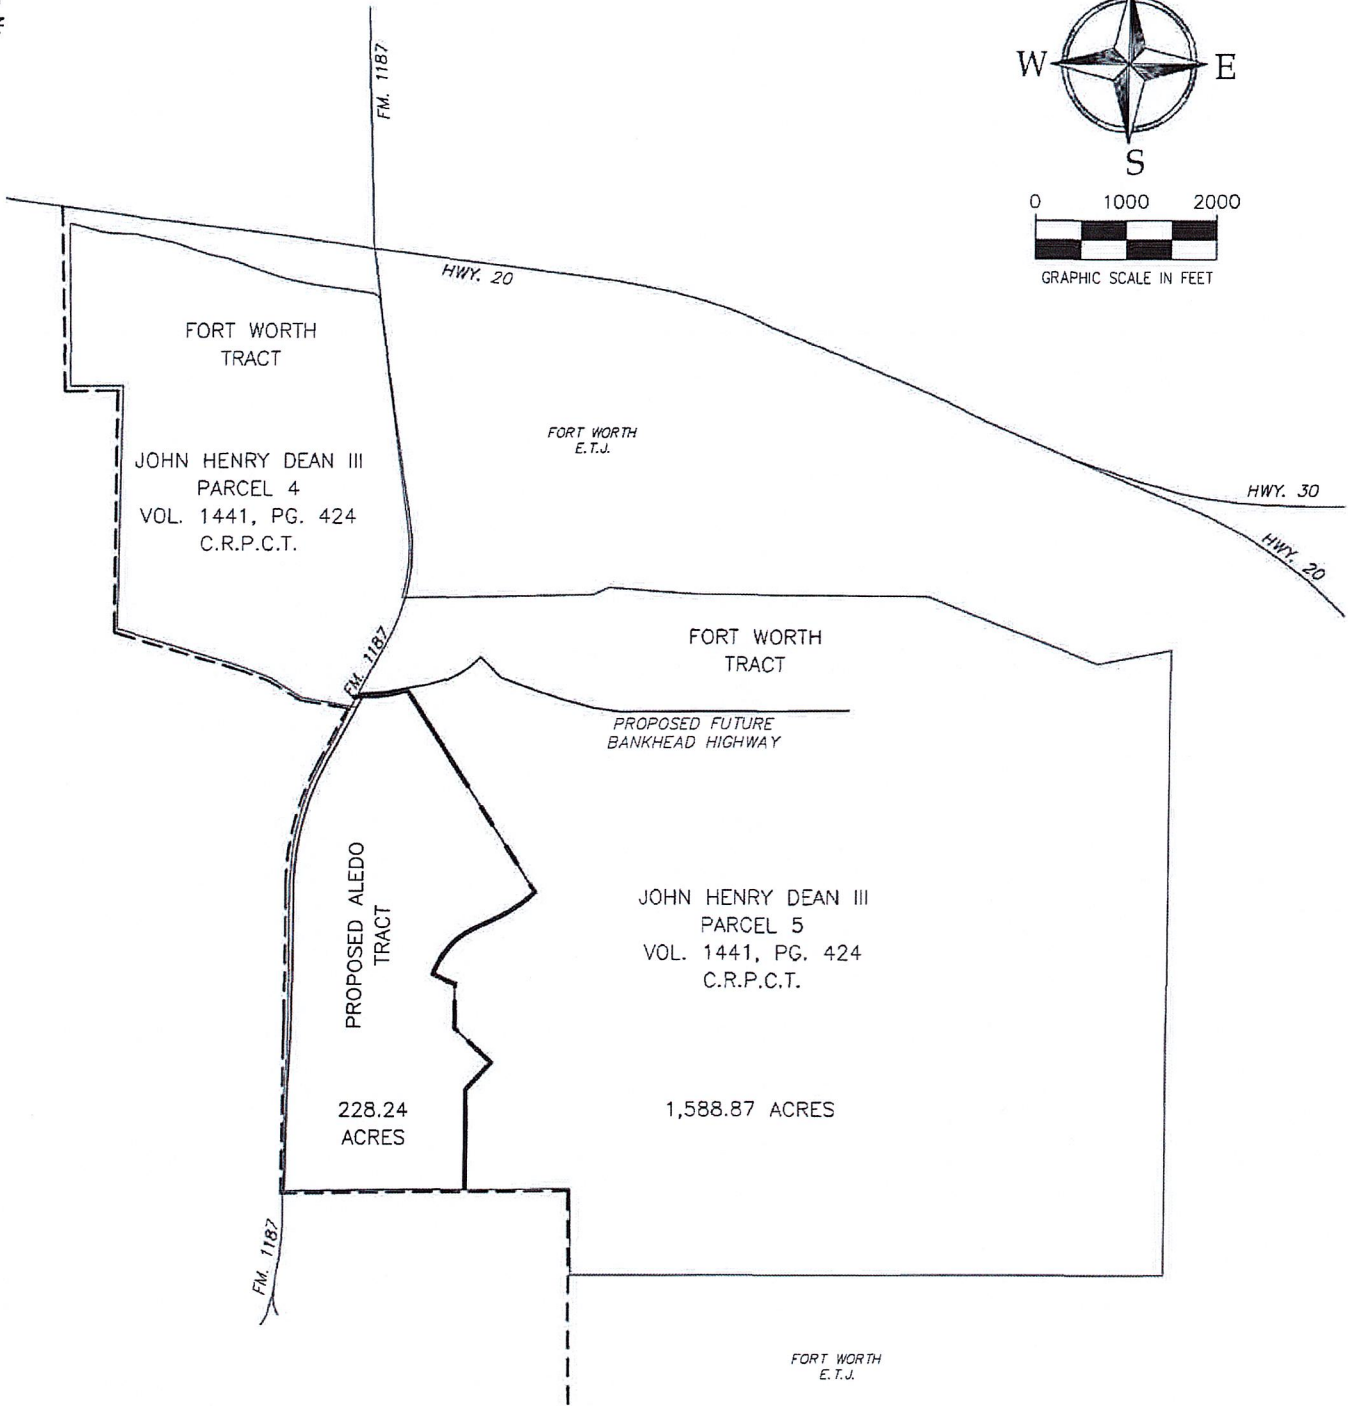 FM. 1187
W
E
S
0 1000 2000
GRAPHIC SCALE IN FEET
HWY. 20
FORT WORTH
TRACT
FORT WORTH
E.T.J.
JOHN HENRY DEAN III
PARCEL 4
VOL. 1441, PG. 424
C.R.P.C.T.
HWY. 30
HWY. 20
FM. 1187
FORT WORTH
TRACT
PROPOSED FUTURE
BANKHEAD HIGHWAY
PROPOSED ALEDO
TRACT
JOHN HENRY DEAN III
PARCEL 5
VOL. 1441, PG. 424
C.R.P.C.T.
228.24
ACRES
1,588.87 ACRES
FM. 1187
FORT WORTH
E.T.J.